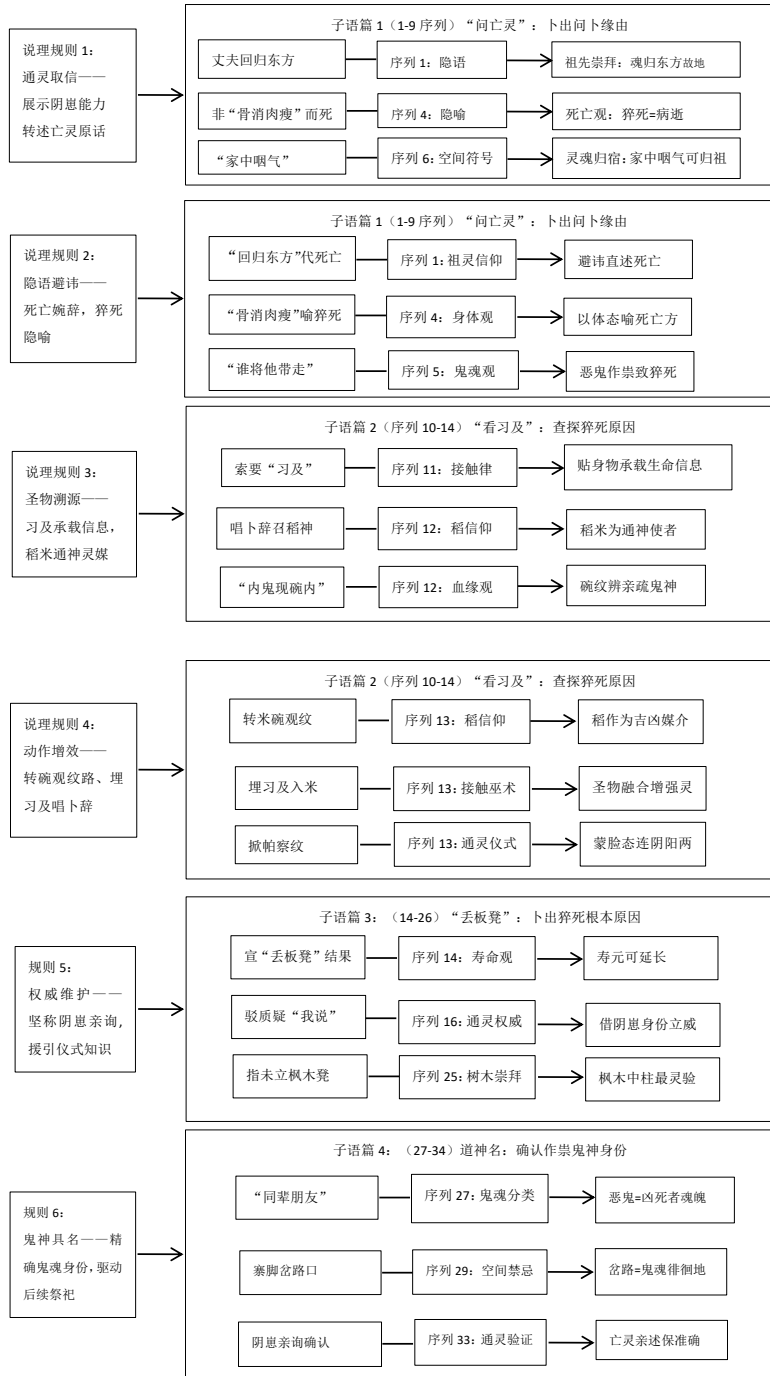 子语篇 1（1-9 序列）“问亡灵”：卜出问卜缘由
说理规则 1：
通灵取信——
展示阴崽能力
转述亡灵原话
丈夫回归东方
序列 1：隐语
祖先崇拜：魂归东方故地
非“骨消肉瘦”而死
序列 4：隐喻
死亡观：猝死=病逝
“家中咽气”
序列 6：空间符号
灵魂归宿：家中咽气可归祖
子语篇 1（1-9 序列）“问亡灵”：卜出问卜缘由
说理规则 2：
隐语避讳——
死亡婉辞，猝死
隐喻
“回归东方”代死亡
序列 1：祖灵信仰
避讳直述死亡
“骨消肉瘦”喻猝死
序列 4：身体观
以体态喻死亡方
“谁将他带走”
序列 5：鬼魂观
恶鬼作祟致猝死
子语篇 2（序列 10-14）“看习及”：查探猝死原因
说理规则 3：
圣物溯源——
习及承载信息，
稻米通神灵媒
索要“习及”
序列 11：接触律
贴身物承载生命信息
唱卜辞召稻神
序列 12：稻信仰
稻米为通神使者
“内鬼现碗内”
序列 12：血缘观
碗纹辨亲疏鬼神
子语篇 2（序列 10-14）“看习及”：查探猝死原因
说理规则 4：
动作增效——
转碗观纹路、埋
习及唱卜辞
转米碗观纹
序列 13：稻信仰
稻作为吉凶媒介
埋习及入米
序列 13：接触巫术
圣物融合增强灵
掀帕察纹
序列 13：通灵仪式
蒙脸态连阴阳两
子语篇 3：（14-26）“丢板凳”：卜出猝死根本原因
规则 5：
权威维护——
坚称阴崽亲询，
援引仪式知识
宣“丢板凳”结果
序列 14：寿命观
寿元可延长
驳质疑“我说”
序列 16：通灵权威
借阴崽身份立威
指未立枫木凳
序列 25：树木崇拜
枫木中柱最灵验
子语篇 4：（27-34）道神名：确认作祟鬼神身份
规则 6：
鬼神具名——精
确鬼魂身份，驱动
后续祭祀
“同辈朋友”
序列 27：鬼魂分类
恶鬼=凶死者魂魄
寨脚岔路口
序列 29：空间禁忌
岔路=鬼魂徘徊地
阴崽亲询确认
序列 33：通灵验证
亡灵亲述保准确